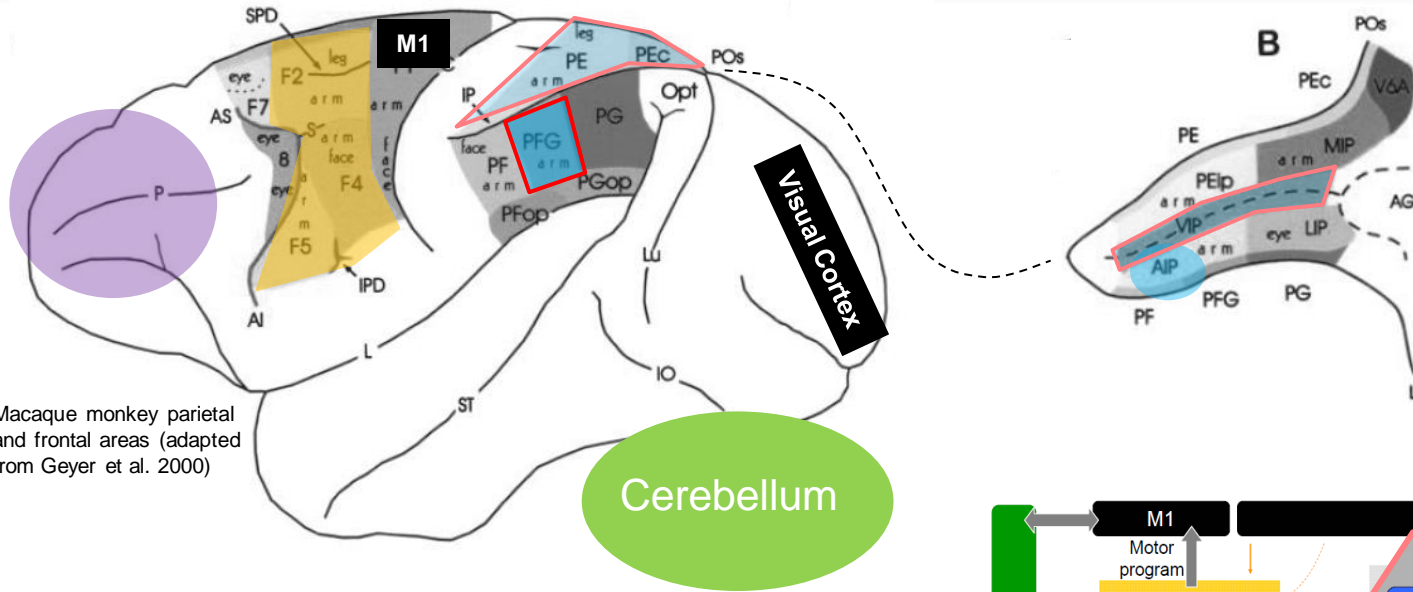 SPD
M1
leg
F2
eye
F7
arm
arm
AS
S
arm
eye
8
face
face
eye
arm
F4
F5
P
IPD
AI
L
leg
PE
PEc
POs
arm
IP
Opt
PG
face
PFG
PF
arm
arm
PGop
PFop
Lu
IO
ST
Visual Cortex
Cerebellum
Macaque monkey parietal
and frontal areas (adapted
from Geyer et al. 2000)
B
POs
PEc
V6A
PE
MIP
arm
PEip
arm
AG
VIP
LIP
eye
arm
AIP
PFG
PG
PF
L
M1
Motor
program